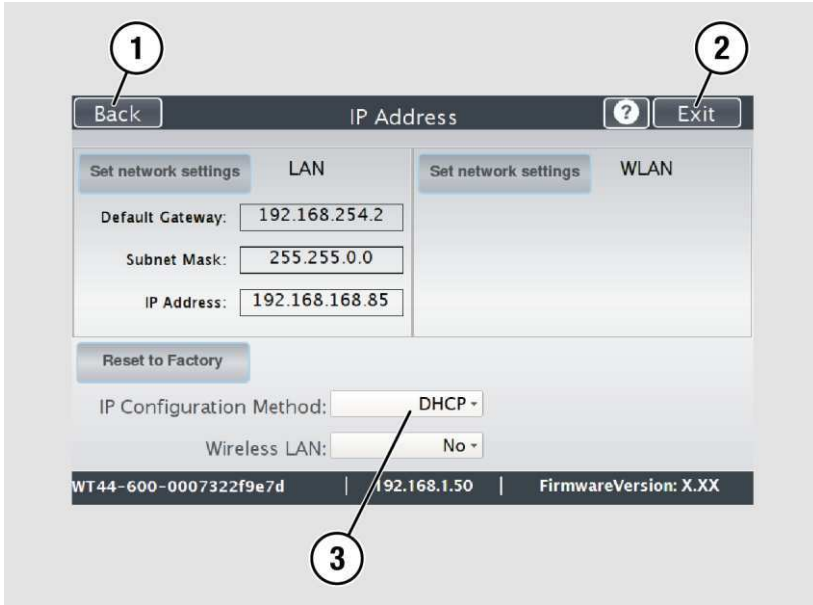 1
2
Back IP Address ? Exit
Set network settings LAN
Default Gateway: 192.168.254.2
Subnet Mask: 255.255.0.0
IP Address: 192.168.168.85
Set network settings WLAN
Reset to Factory
IP Configuration Method: DHCP
Wireless LAN: No
WT44-600-0007322f9e7d | 192.168.1.50 | FirmwareVersion: X.XX
3